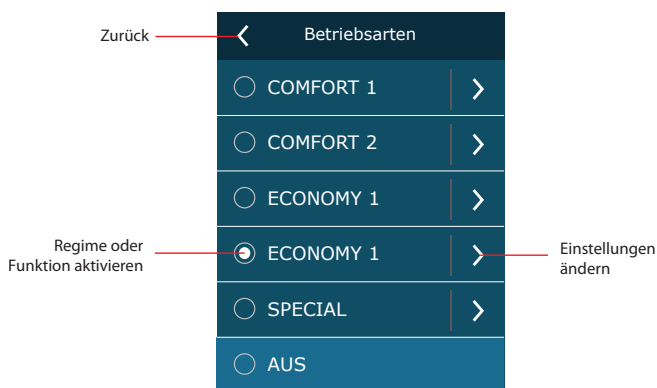 Zurück
Betriebsarten
COMFORT 1
COMFORT 2
ECONOMY 1
Regime oder
Funktion aktivieren
ECONOMY 1
Einstellungen
ändern
SPECIAL
AUS